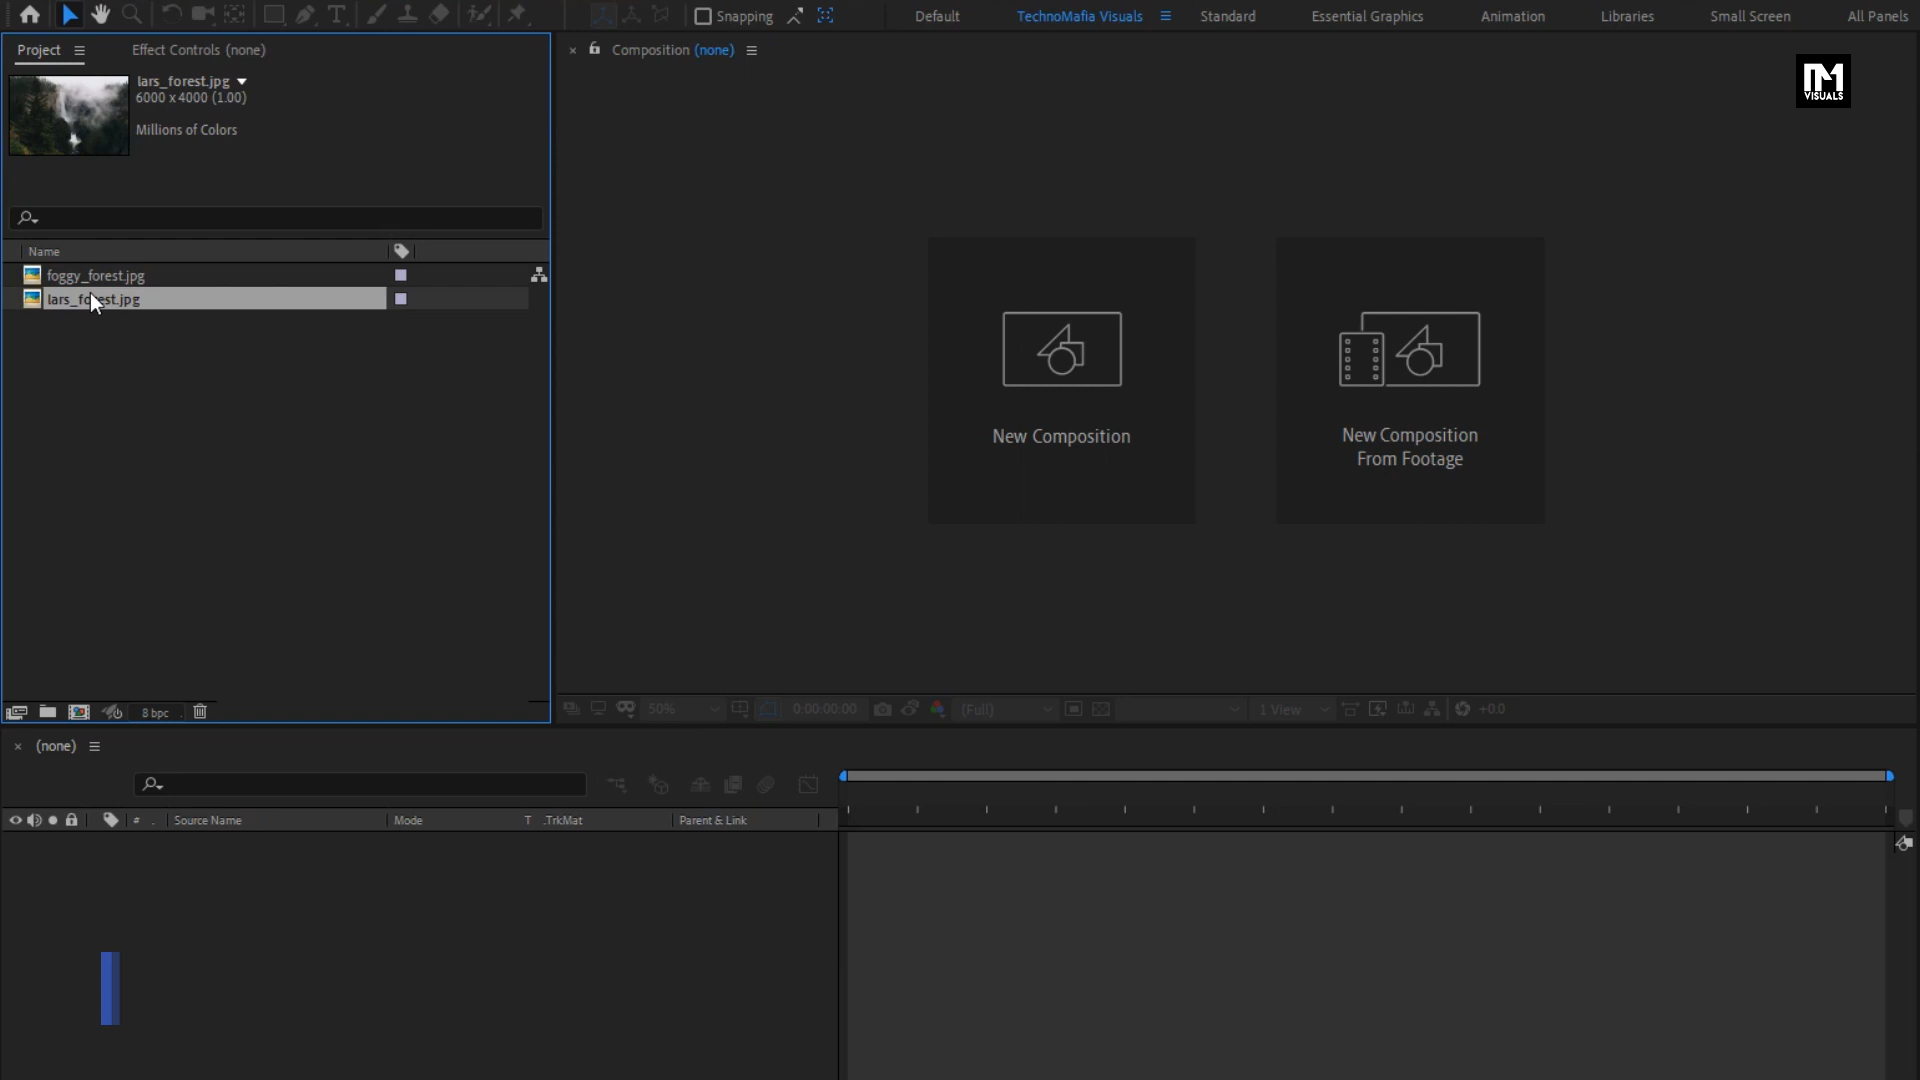 Snapping
Default
TechnoMafia Visuals
Standard
Essential Graphics
Animation
Libraries
Small Screen
All Panels
Project
Effect Controls (none)
Composition (none)
lars_forest.jpg
6000 x 4000 (1.00)
Millions of Colors
VISUALS
Name
foggy_forest.jpg
lars_forest.jpg
New Composition
New Composition
From Footage
8 bpc
50%
0:00:00:00
(Full)
1 View
+0.0
(none)
# . Source Name
Mode
T .TrkMat
Parent & Link